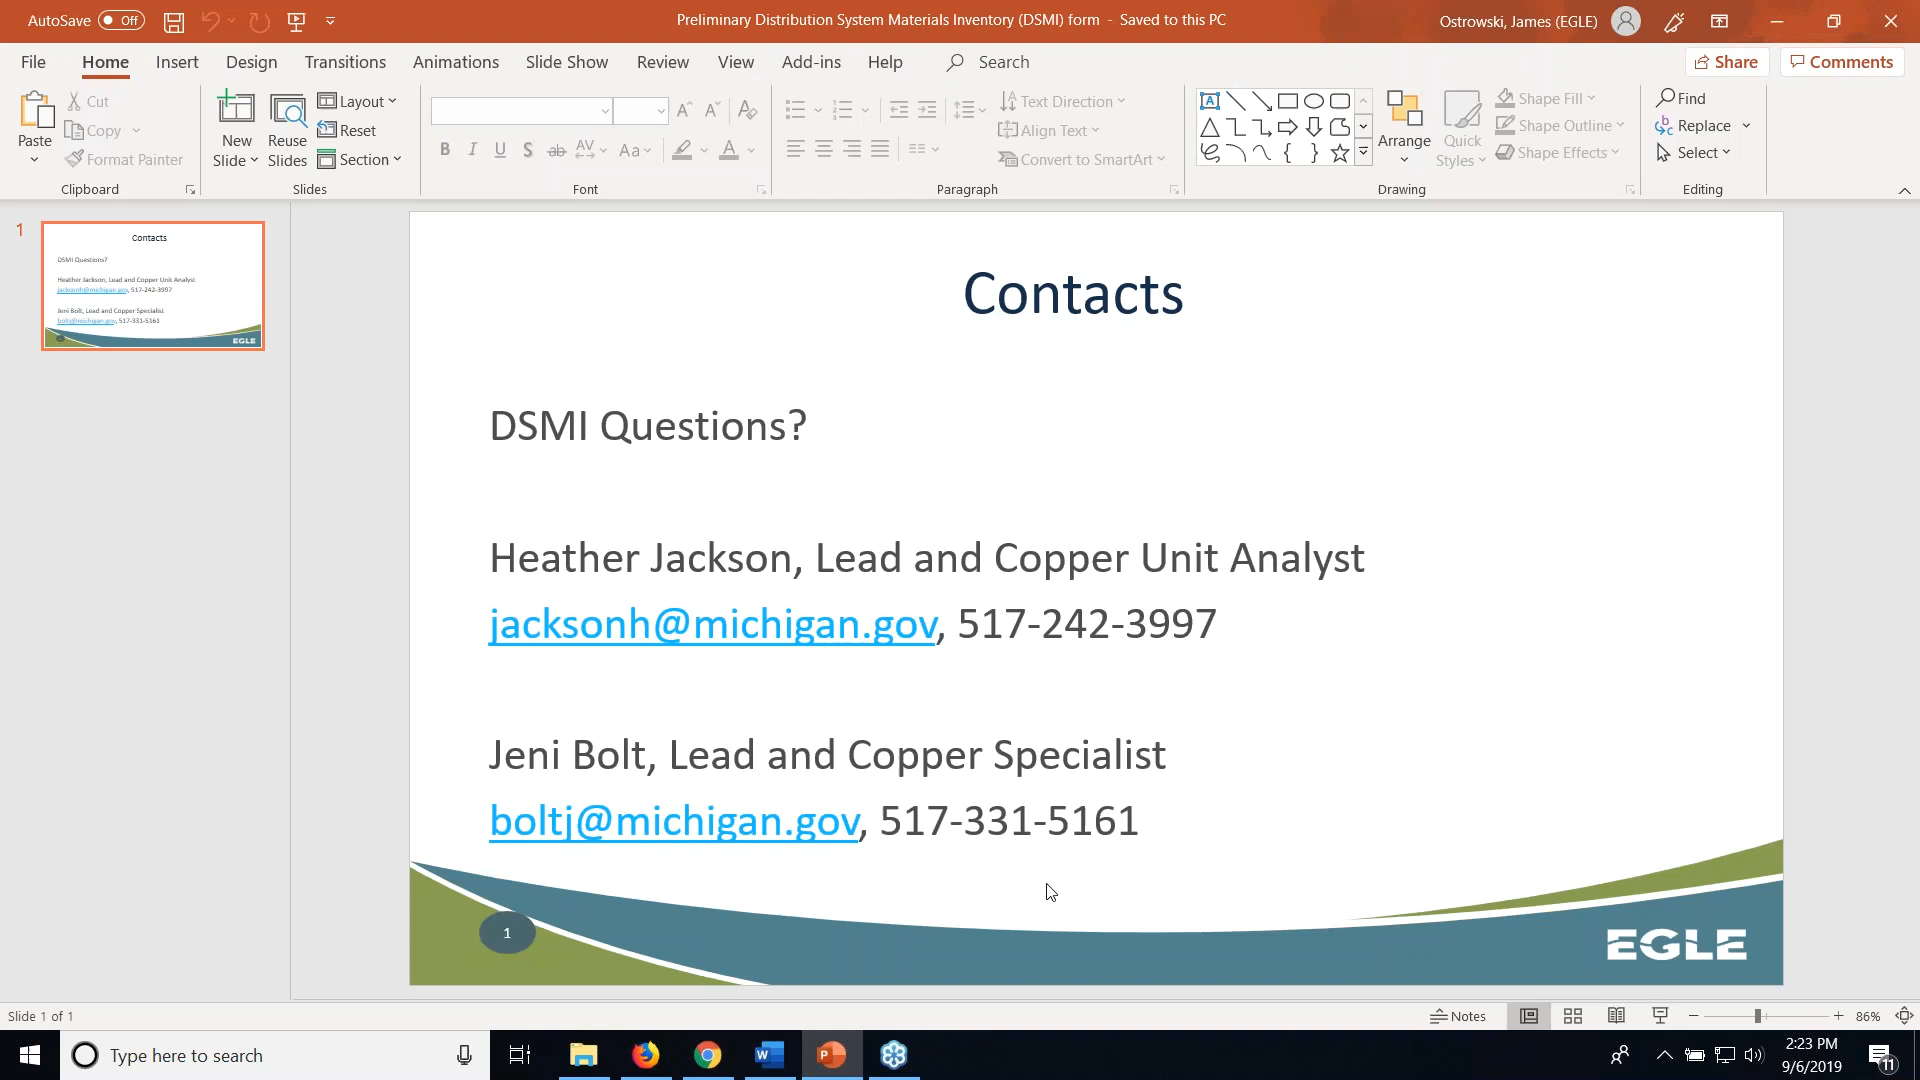 AutoSave Off
Preliminary Distribution System Materials Inventory (DSMI) form - Saved to this PC
Ostrowski, James (EGLE)
File Home Insert Design Transitions Animations Slide Show Review View Add-ins Help Search
Share Comments
Paste
Cut
Copy
Format Painter
Clipboard
New Slide
Reuse Slides
Layout
Reset
Section
Slides
B I U S ab AV Aa A
Font
Text Direction
Align Text
Convert to SmartArt
Paragraph
Arrange
Quick Styles
Shape Fill
Shape Outline
Shape Effects
Drawing
Find
Replace
Select
Editing
1
Contacts
DSMI Questions?
Heather Jackson, Lead and Copper Unit Analyst
jacksonh@michigan.gov, 517-242-3997
Jeni Bolt, Lead and Copper Specialist
boltj@michigan.gov, 517-331-5161
EGLE
Contacts
DSMI Questions?
Heather Jackson, Lead and Copper Unit Analyst
jacksonh@michigan.gov, 517-242-3997
Jeni Bolt, Lead and Copper Specialist
boltj@michigan.gov, 517-331-5161
1
EGLE
Slide 1 of 1
Notes
86%
Type here to search
2:23 PM
9/6/2019
11